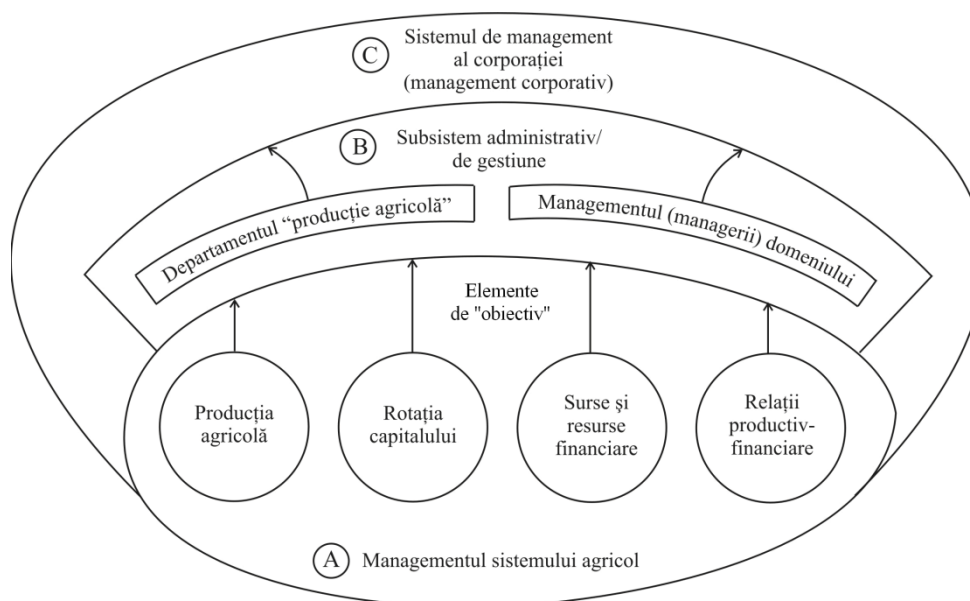 C
Sistemul de management
al corporației
(management corporativ)
B
Subsistem administrativ/
de gestiune
Departamentul “producție agricolă”
Managementul (managerii) domeniului
Elemente
de "obiectiv"
Producția
agricolă
Rotația
capitalului
Surse și
resurse
financiare
Relații
productiv-
financiare
A
Managementul sistemului agricol